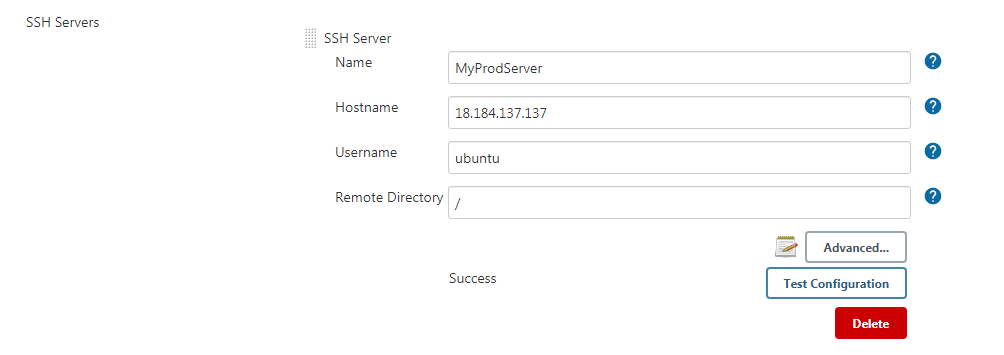 SSH Servers
SSH Server
Name
MyProdServer
Hostname
18.184.137.137
Username
ubuntu
Remote Directory
/
Advanced...
Success
Test Configuration
Delete